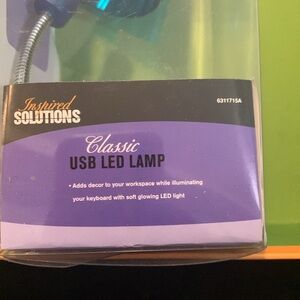 Inspired
SOLUTIONS
6311715A
Classic
USB LED LAMP
• Adds decor to your workspace while illuminating
your keyboard with soft glowing LED light